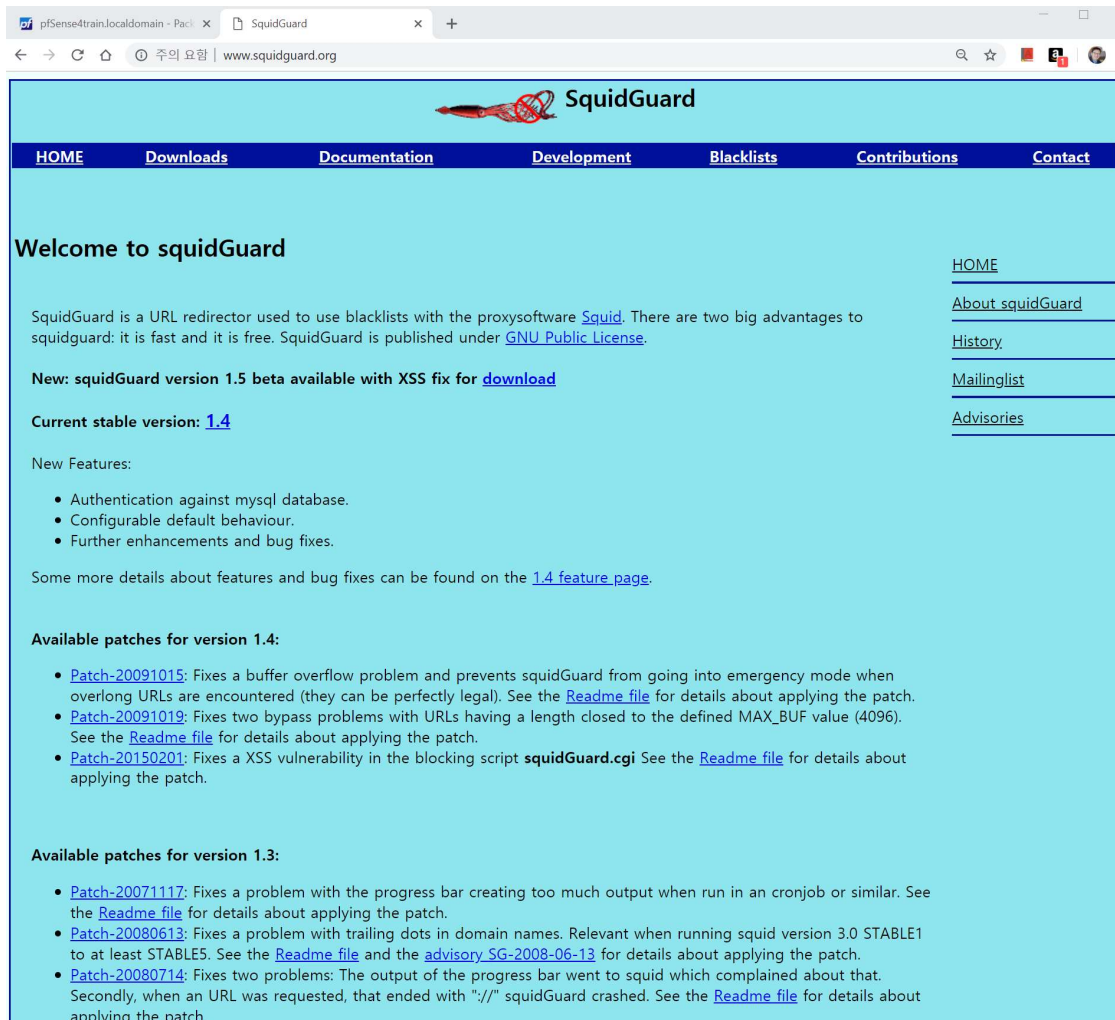 pfSense4train.localdomain - Pack
SquidGuard
주의 요함 | www.squidguard.org
1
SquidGuard
HOME Downloads Documentation Development Blacklists Contributions Contact
Welcome to squidGuard
SquidGuard is a URL redirector used to use blacklists with the proxysoftware Squid. There are two big advantages to
squidguard: it is fast and it is free. SquidGuard is published under GNU Public License.
New: squidGuard version 1.5 beta available with XSS fix for download
Current stable version: 1.4
New Features:
• Authentication against mysql database.
• Configurable default behaviour.
• Further enhancements and bug fixes.
Some more details about features and bug fixes can be found on the 1.4 feature page.
Available patches for version 1.4:
• Patch-20091015: Fixes a buffer overflow problem and prevents squidGuard from going into emergency mode when
overlong URLs are encountered (they can be perfectly legal). See the Readme file for details about applying the patch.
• Patch-20091019: Fixes two bypass problems with URLs having a length closed to the defined MAX_BUF value (4096).
See the Readme file for details about applying the patch.
• Patch-20150201: Fixes a XSS vulnerability in the blocking script squidGuard.cgi See the Readme file for details about
applying the patch.
Available patches for version 1.3:
• Patch-20071117: Fixes a problem with the progress bar creating too much output when run in an cronjob or similar. See
the Readme file for details about applying the patch.
• Patch-20080613: Fixes a problem with trailing dots in domain names. Relevant when running squid version 3.0 STABLE1
to at least STABLE5. See the Readme file and the advisory SG-2008-06-13 for details about applying the patch.
• Patch-20080714: Fixes two problems: The output of the progress bar went to squid which complained about that.
Secondly, when an URL was requested, that ended with "://" squidGuard crashed. See the Readme file for details about
applying the patch.
HOME
About squidGuard
History
Mailinglist
Advisories